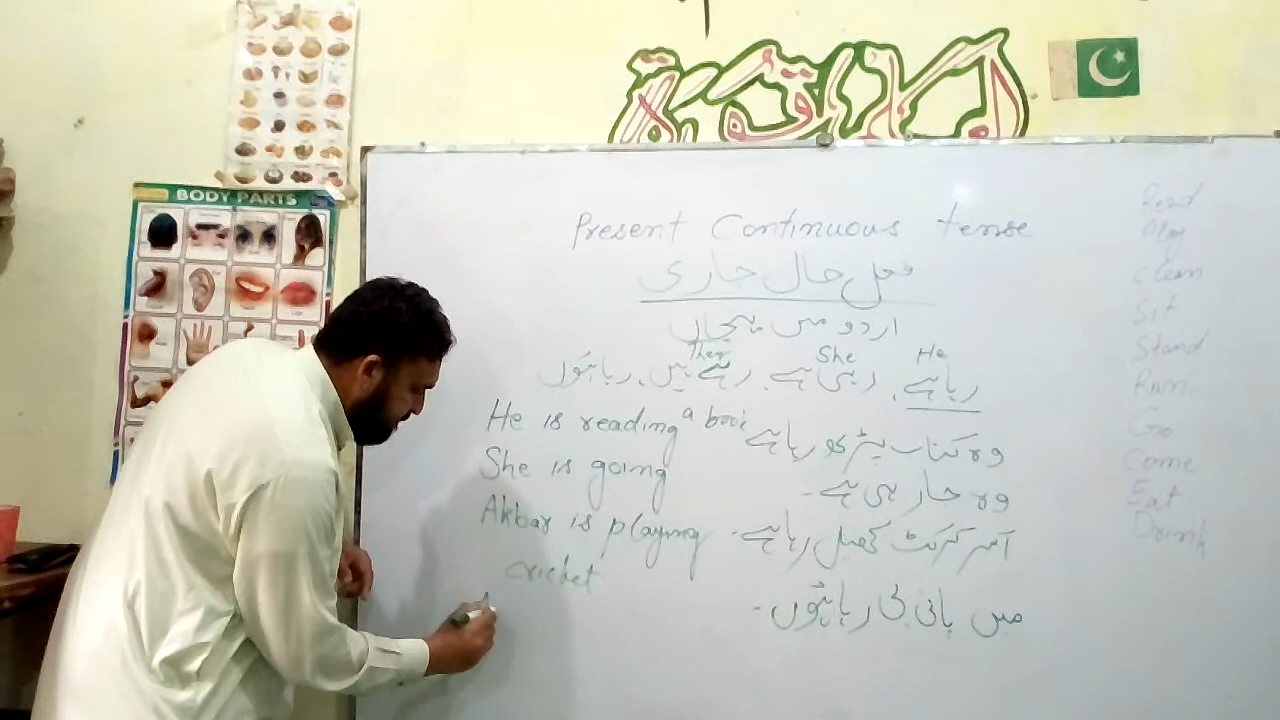 BODY PARTS
Present Continuous tense
فعل حال جاری
اردو میں پہچان
He
She
They
رہا ہے، رہی ہے، رہے ہیں، رہا ہوں
He is reading a book
وہ کتاب پڑھ رہا ہے
She is going
وہ جا رہی ہے۔
Akbar is playing
cricket
کرکٹ کھیل رہا ہے۔
میں پانی پی رہا ہوں۔
Read
Play
Clean
Sit
Stand
Run
Go
Come
Eat
Drink